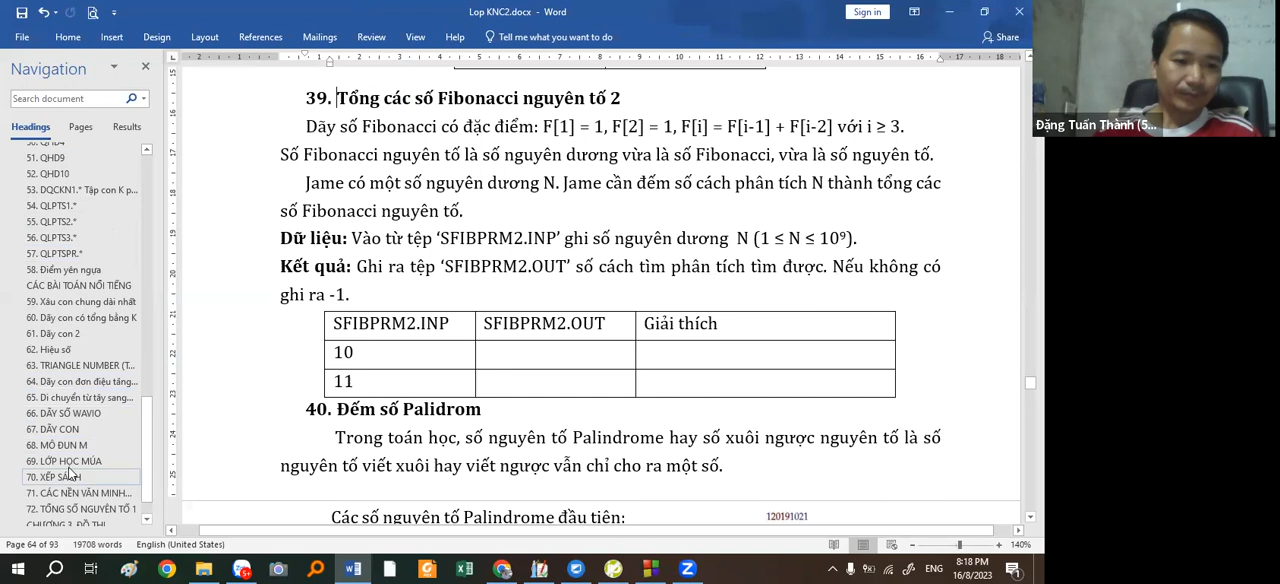 Lop KNC2.docx - Word
Sign in
File Home Insert Design Layout References Mailings Review View Help Tell me what you want to do
Share
Navigation
Search document
Headings Pages Results
51. QHD9
52. QHD10
53. DQCKN1.* Tập con K p...
54. QLPTS1.*
55. QLPTS2.*
56. QLPTS3.*
57. QLPTSPR.*
58. Điểm yên ngựa
CÁC BÀI TOÁN NỔI TIẾNG
59. Xâu con chung dài nhất
60. Dãy con có tổng bằng K
61. Dãy con 2
62. Hiệu số
63. TRIANGLE NUMBER (T...
64. Dãy con đơn điệu tăng...
65. Di chuyển từ tây sang...
66. DÃY SỐ WAVIO
67. DÃY CON
68. MÔ ĐUN M
69. LỚP HỌC MÚA
70. XẾP
71. CÁC NỀN VĂN MINH...
72. TỔNG SỐ NGUYÊN TỐ 1
39. Tổng các số Fibonacci nguyên tố 2
Dãy số Fibonacci có đặc điểm: F[1] = 1, F[2] = 1, F[i] = F[i-1] + F[i-2] với i ≥ 3.
Số Fibonacci nguyên tố là số nguyên dương vừa là số Fibonacci, vừa là số nguyên tố.
Jame có một số nguyên dương N. Jame cần đếm số cách phân tích N thành tổng các
số Fibonacci nguyên tố.
Dữ liệu: Vào từ tệp ‘SFIBPRM2.INP’ ghi số nguyên dương N (1 ≤ N ≤ 10⁹).
Kết quả: Ghi ra tệp ‘SFIBPRM2.OUT’ số cách tìm phân tích tìm được. Nếu không có
ghi ra -1.
SFIBPRM2.INP SFIBPRM2.OUT Giải thích
10
11
40. Đếm số Palidrom
Trong toán học, số nguyên tố Palindrome hay số xuôi ngược nguyên tố là số
nguyên tố viết xuôi hay viết ngược vẫn chỉ cho ra một số.
Các số nguyên tố Palindrome đầu tiên:
120191021
Đặng Tuấn Thành (5...
Page 64 of 93 19708 words English (United States)
140%
ENG
8:18 PM
16/8/2023